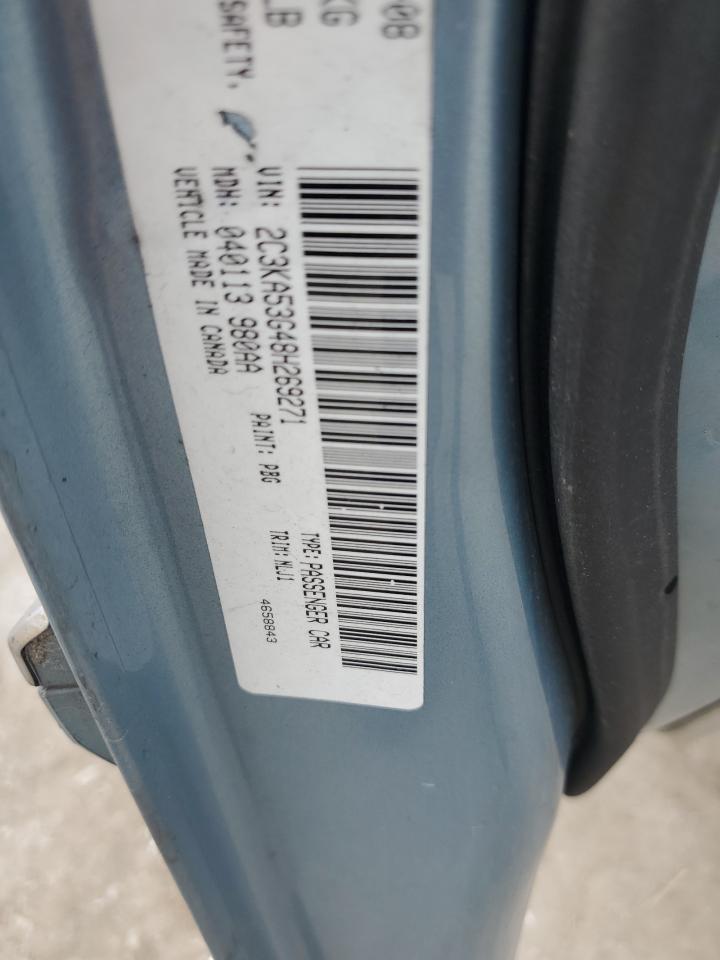 08
KG
LB
SAFETY.
VIN: 2C3KA53G48H269271
TYPE: PASSENGER CAR
MDH: 040113 980AA
PAINT: PBG
TRIM: MLJ1
VEHICLE MADE IN CANADA
4658843